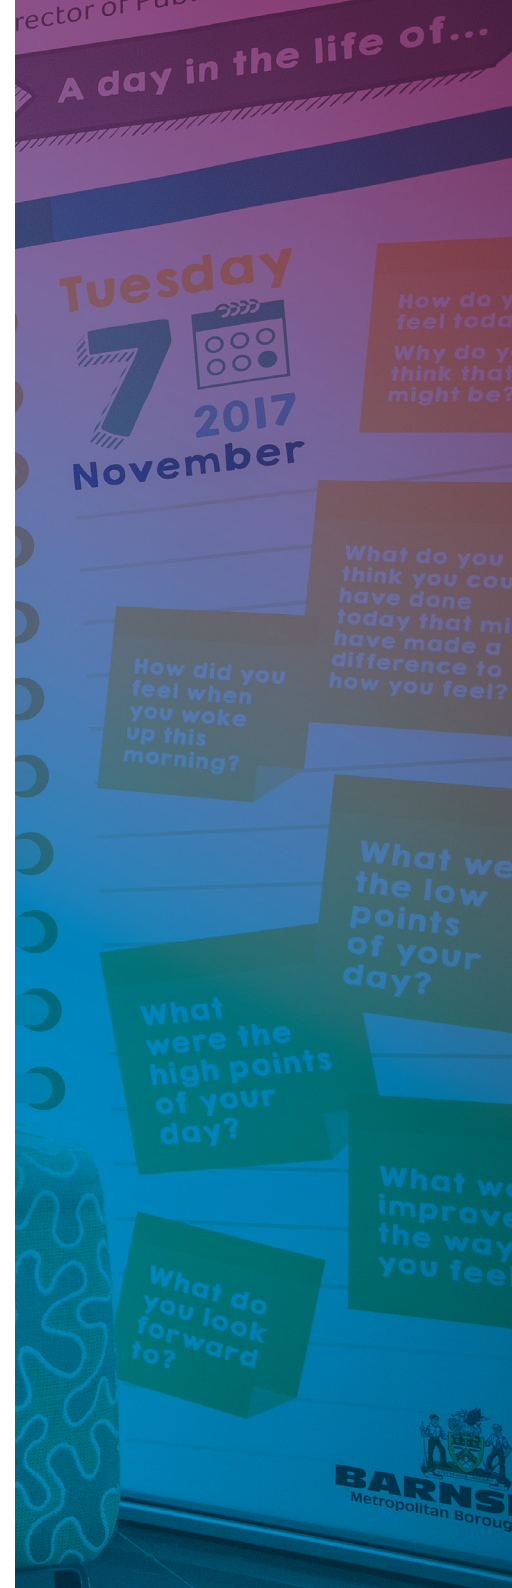 rector of Pub
A day in the life of...
Tuesday
7
2017
November
How do y
feel toda
Why do y
think that
might be?
What do you
think you cou
have done
today that mi
have made a
difference to
how you feel?
How did you
feel when
you woke
up this
morning?
What we
the low
points
of your
day?
What
were the
high points
of your
day?
What wo
improve
the way
you feel
What do
you look
forward
to?
BARNS
Metropolitan Boroug